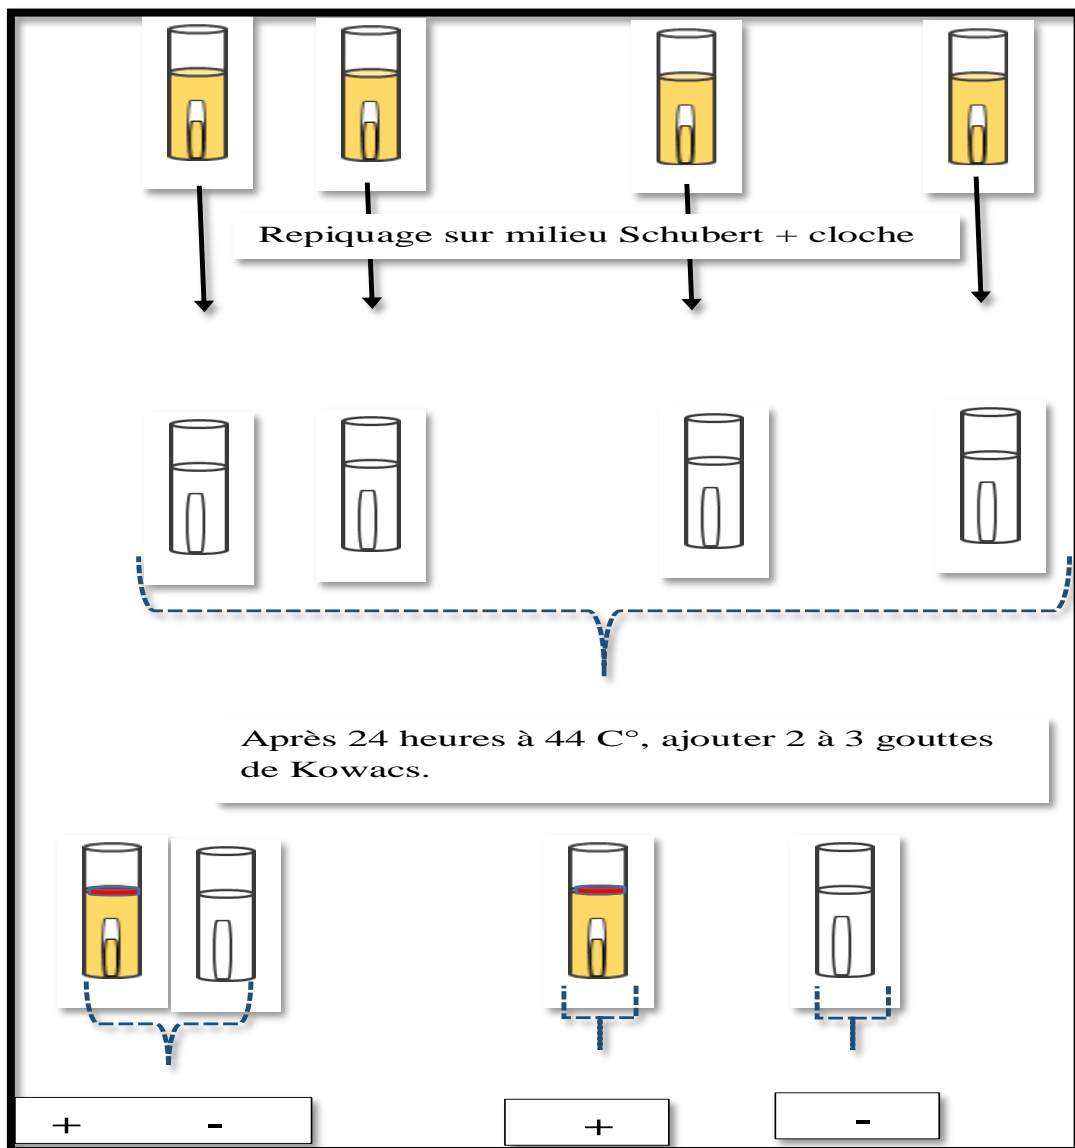 Repiquage sur milieu Schubert + cloche
Après 24 heures à 44 C°, ajouter 2 à 3 gouttes
de Kowacs.
+ - + -